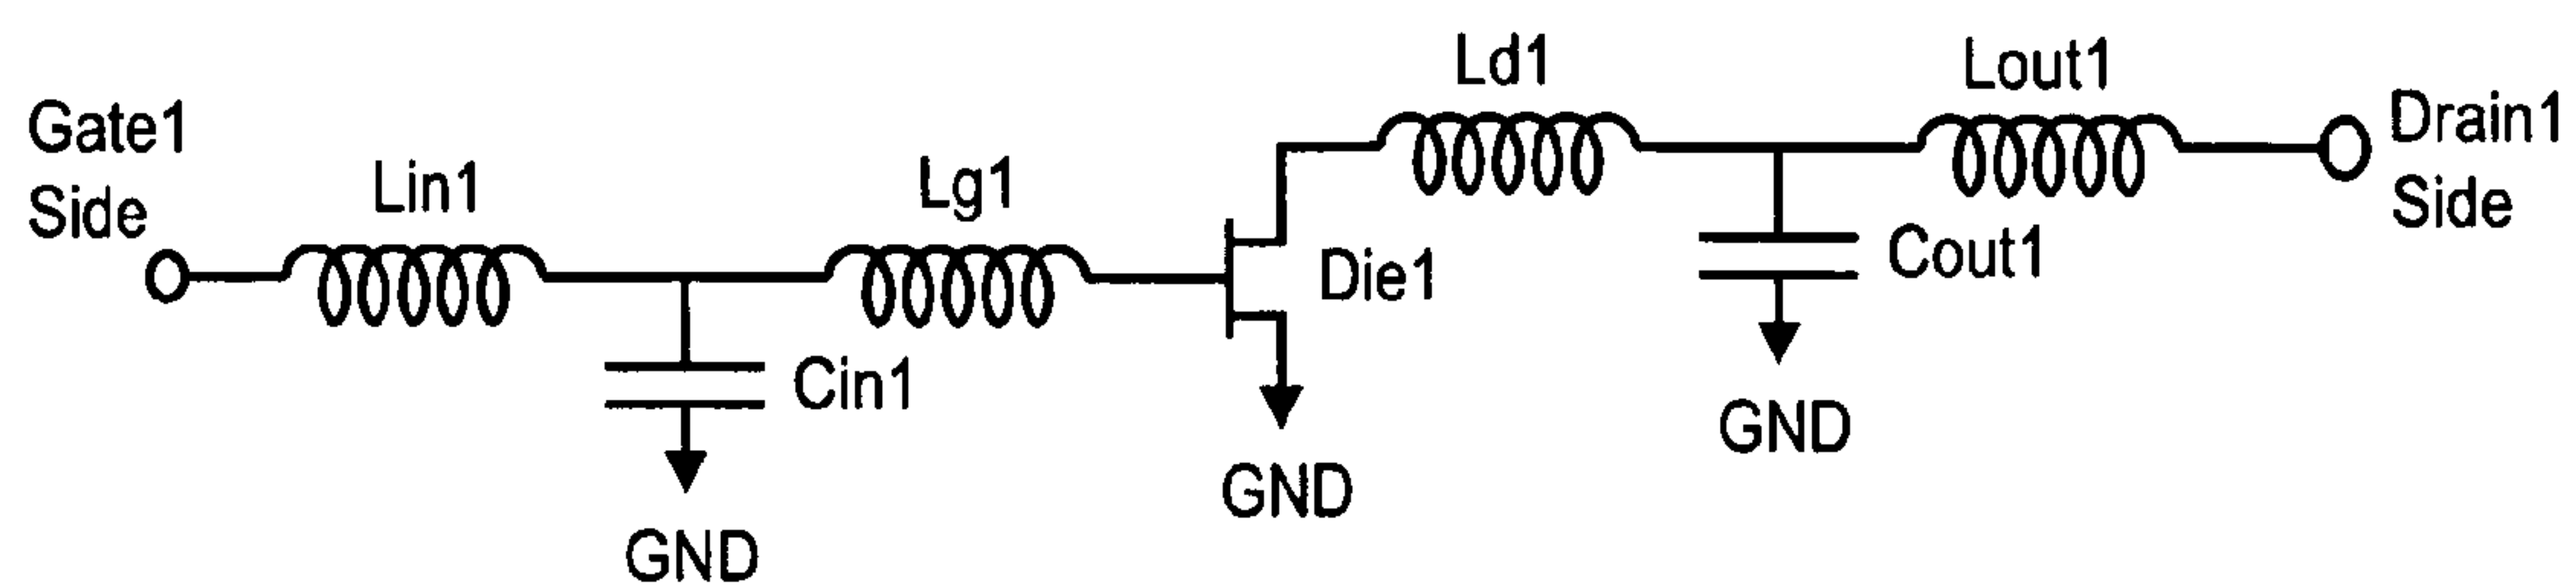 Gate1
Side
Lin1
Cin1
GND
Lg1
Die1
GND
Ld1
Cout1
GND
Lout1
Drain1
Side